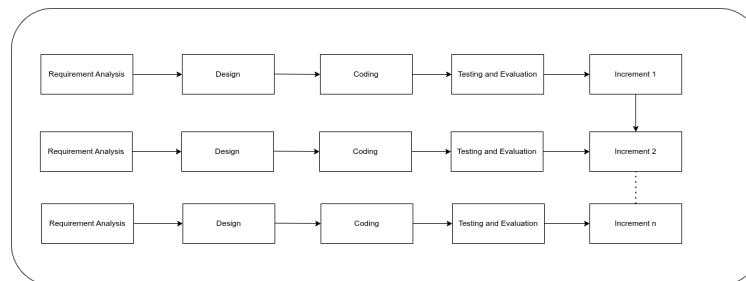 Requirement Analysis
Design
Coding
Testing and Evaluation
Increment 1
Requirement Analysis
Design
Coding
Testing and Evaluation
Increment 2
Requirement Analysis
Design
Coding
Testing and Evaluation
Increment n